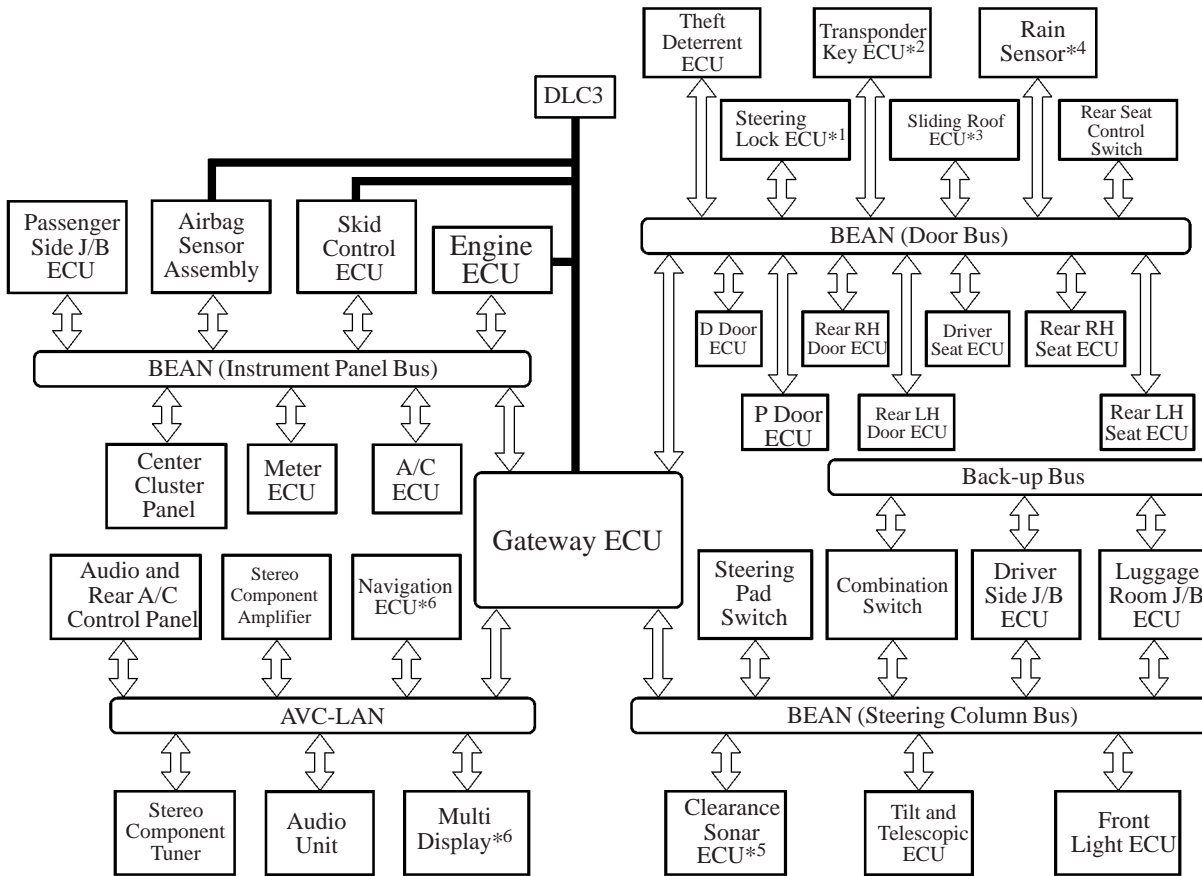 Theft
Deterrent
ECU
Transponder
Key ECU*2
Rain
Sensor*4
DLC3
Steering
Lock ECU*1
Sliding Roof
ECU*3
Rear Seat
Control
Switch
Passenger
Side J/B
ECU
Airbag
Sensor
Assembly
Skid
Control
ECU
Engine
ECU
BEAN (Door Bus)
D Door
ECU
Rear RH
Door ECU
Driver
Seat ECU
Rear RH
Seat ECU
BEAN (Instrument Panel Bus)
P Door
ECU
Rear LH
Door ECU
Rear LH
Seat ECU
Center
Cluster
Panel
Meter
ECU
A/C
ECU
Back-up Bus
Gateway ECU
Audio and
Rear A/C
Control Panel
Stereo
Component
Amplifier
Navigation
ECU*6
Steering
Pad
Switch
Combination
Switch
Driver
Side J/B
ECU
Luggage
Room J/B
ECU
AVC-LAN
BEAN (Steering Column Bus)
Stereo
Component
Tuner
Audio
Unit
Multi
Display*6
Clearance
Sonar
ECU*5
Tilt and
Telescopic
ECU
Front
Light ECU